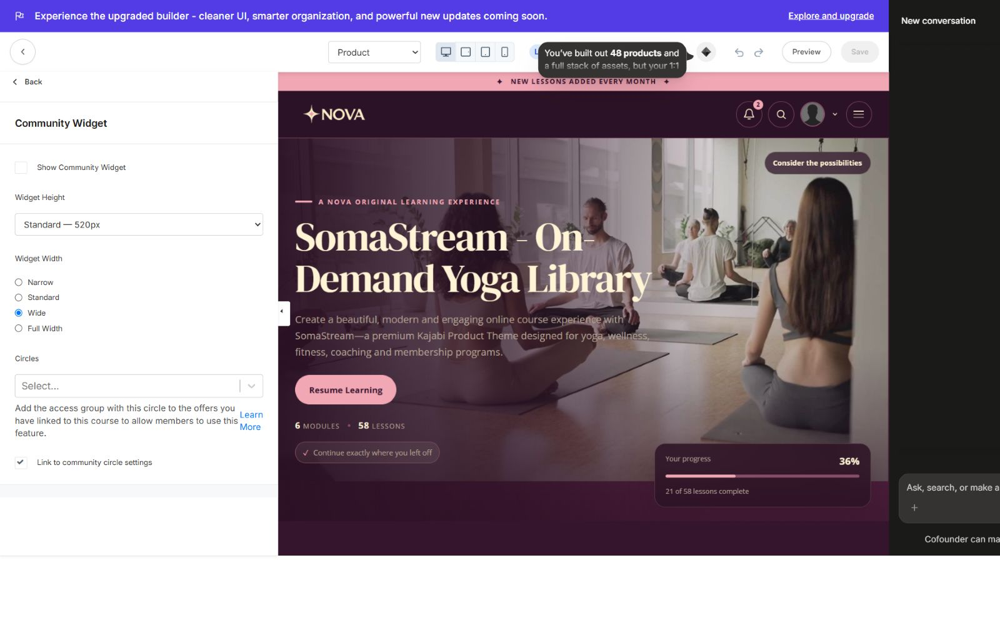 Experience the upgraded builder - cleaner UI, smarter organization, and powerful new updates coming soon.
Explore and upgrade
New conversation
Product
You've built out 48 products and
a full stack of assets, but your 1:1
Preview
Save
Back
Community Widget
Show Community Widget
Widget Height
Standard — 520px
Widget Width
Narrow
Standard
Wide
Full Width
Circles
Select...
Add the access group with this circle to the offers you
have linked to this course to allow members to use this
feature.
Learn
More
Link to community circle settings
✦ NEW LESSONS ADDED EVERY MONTH ✦
NOVA
2
Consider the possibilities
A NOVA ORIGINAL LEARNING EXPERIENCE
SomaStream - On-
Demand Yoga Library
Create a beautiful, modern and engaging online course experience with
SomaStream—a premium Kajabi Product Theme designed for yoga, wellness,
fitness, coaching and membership programs.
Resume Learning
6 MODULES • 58 LESSONS
✓ Continue exactly where you left off
Your progress
36%
21 of 58 lessons complete
Ask, search, or make a
Cofounder can ma